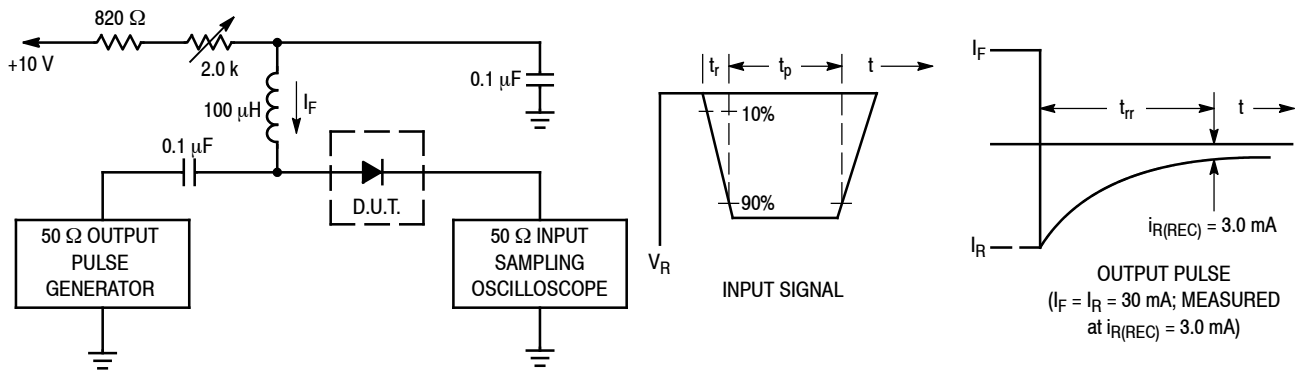 820 Ω
+10 V
2.0 k
100 μH
I_F
0.1 μF
0.1 μF
D.U.T.
50 Ω OUTPUT
PULSE
GENERATOR
50 Ω INPUT
SAMPLING
OSCILLOSCOPE
t_r
t_p
t
10%
90%
V_R
INPUT SIGNAL
I_F
t_rr
t
I_R
i_R(REC) = 3.0 mA
OUTPUT PULSE
(I_F = I_R = 30 mA; MEASURED
at i_R(REC) = 3.0 mA)